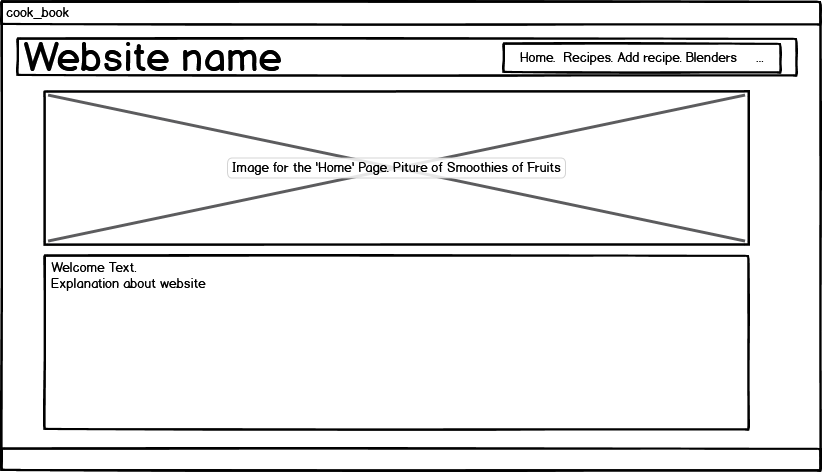 cook_book
Website name
Home. Recipes. Add recipe. Blenders ...
Image for the 'Home' Page. Piture of Smoothies of Fruits
Welcome Text.
Explanation about website